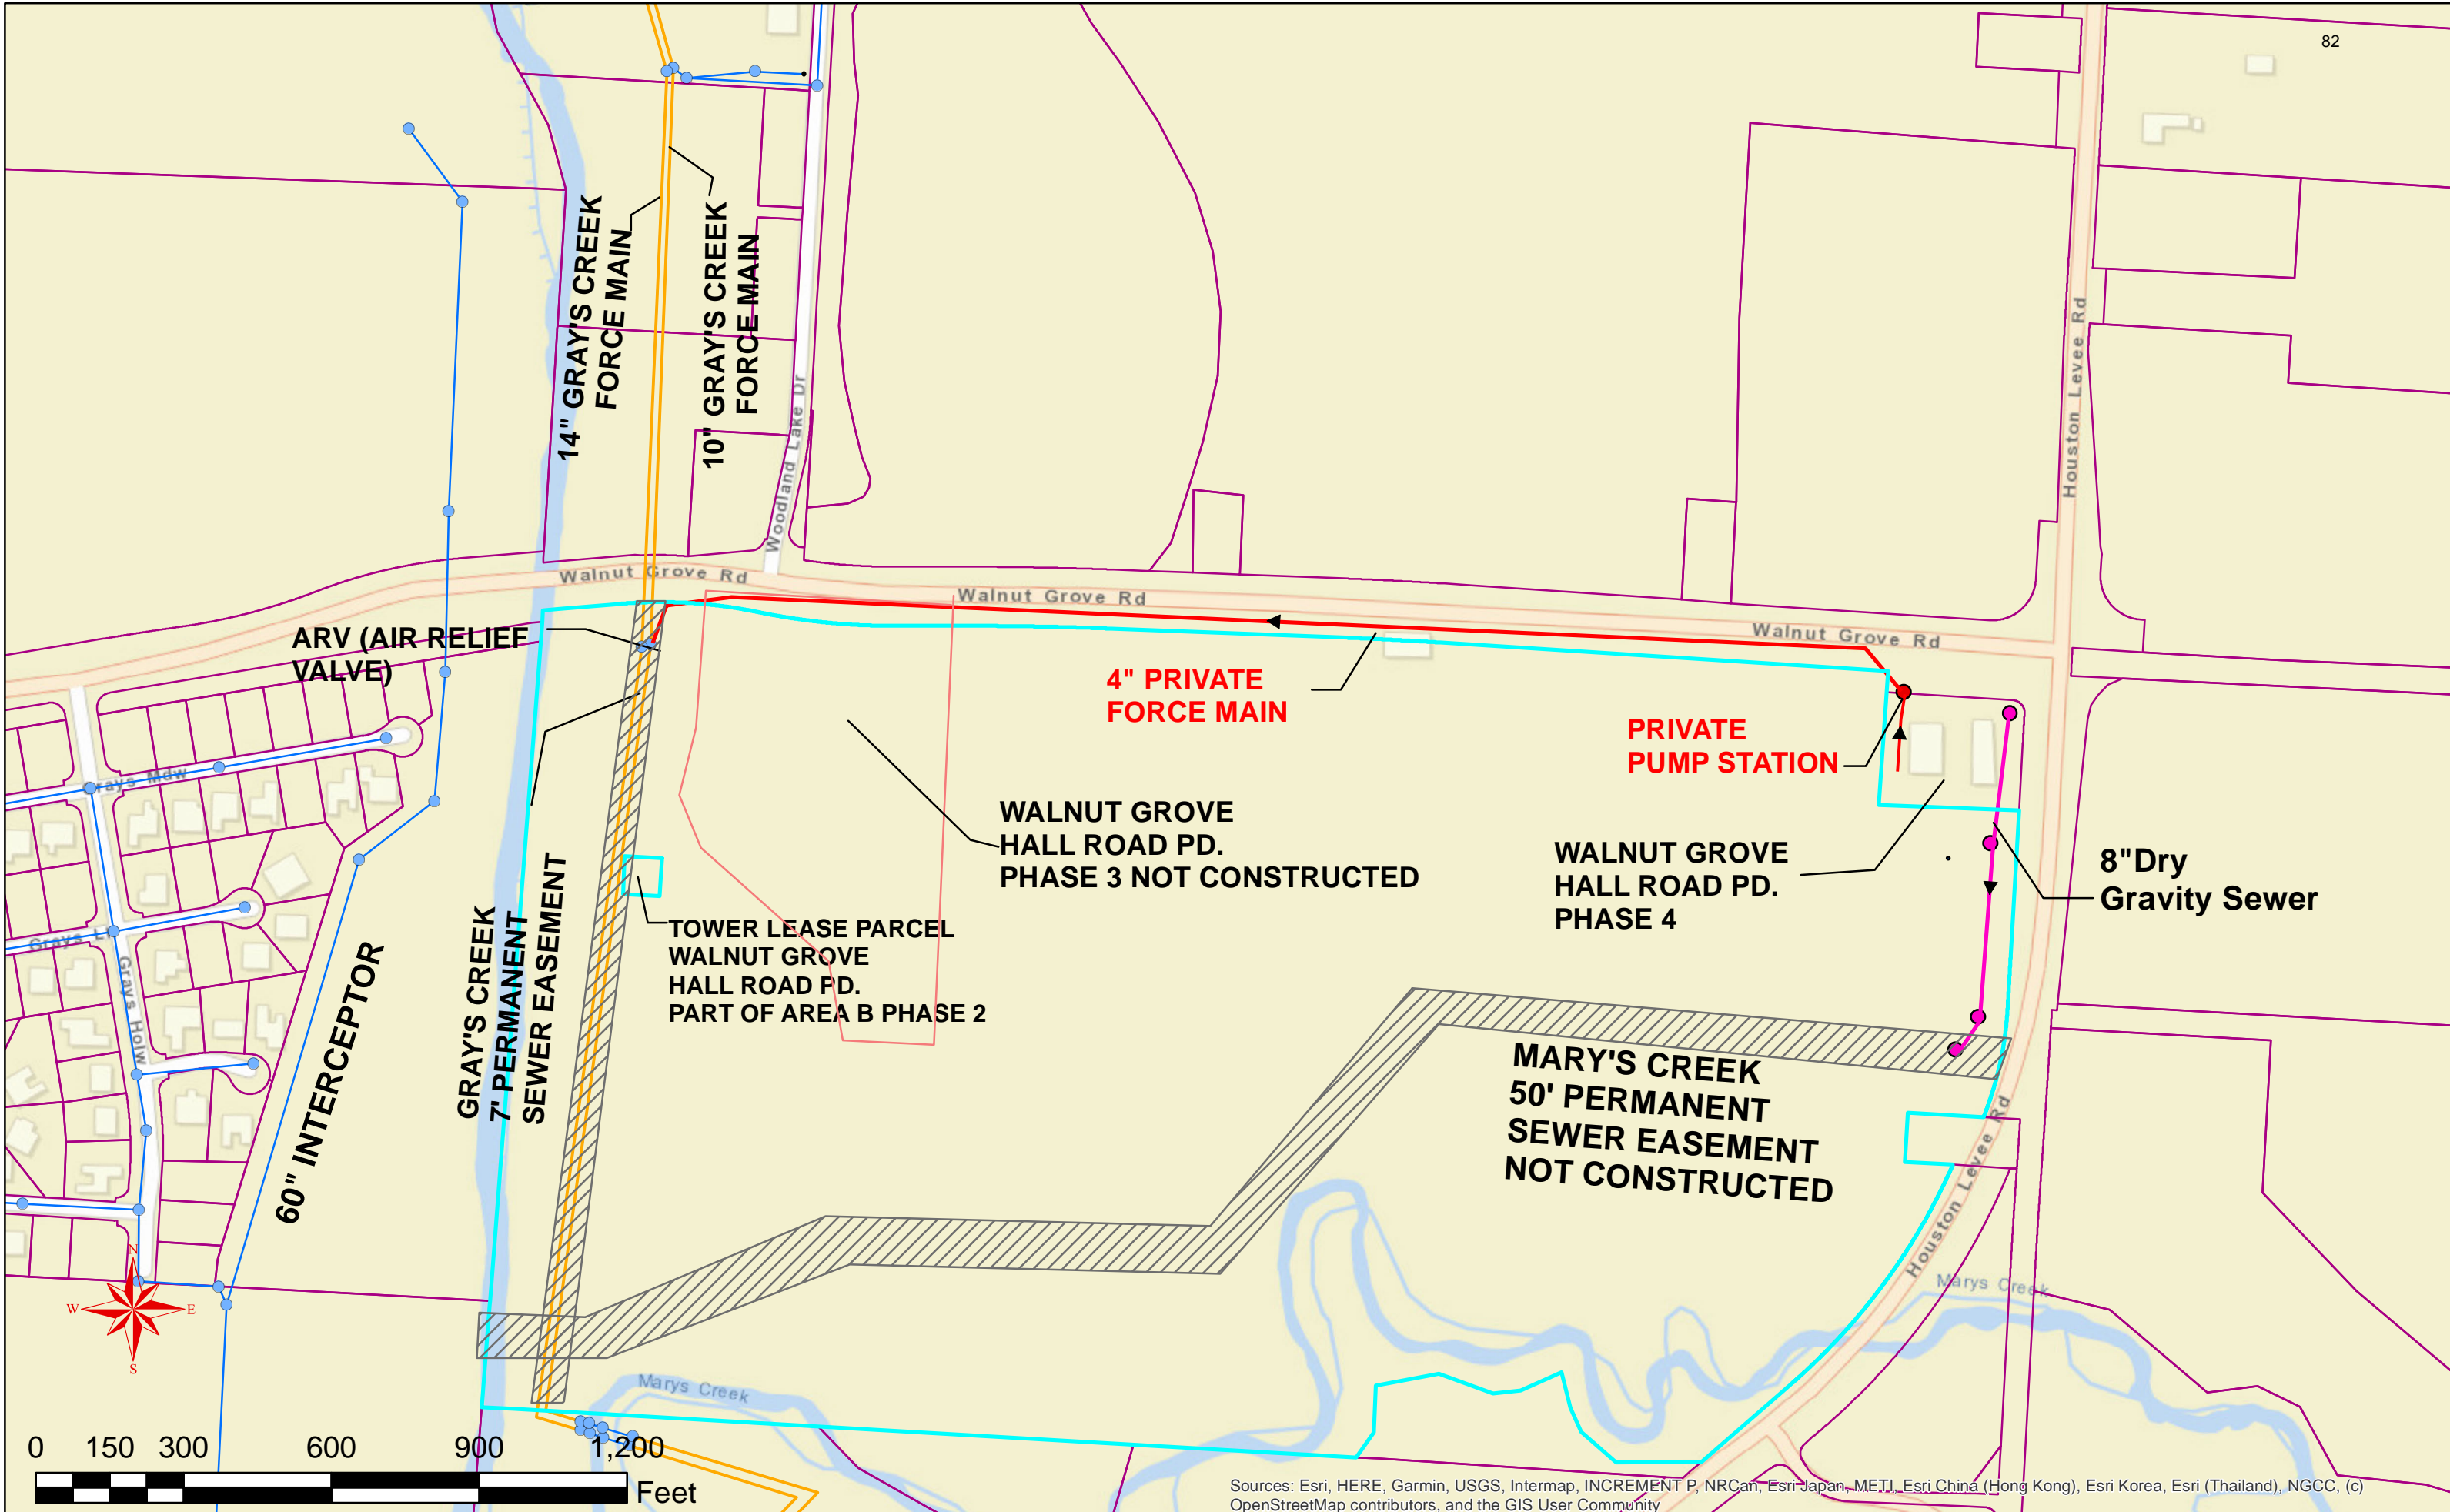 82
14" GRAY'S CREEK
FORCE MAIN
10" GRAY'S CREEK
FORCE MAIN
Woodland Lake Dr
Houston Levee Rd
Walnut Grove Rd
Walnut Grove Rd
Walnut Grove Rd
ARV (AIR RELIEF
VALVE)
4" PRIVATE
FORCE MAIN
PRIVATE
PUMP STATION
WALNUT GROVE
HALL ROAD PD.
PHASE 3 NOT CONSTRUCTED
WALNUT GROVE
HALL ROAD PD.
PHASE 4
8"Dry
Gravity Sewer
Grays Mdw
Grays Holw
60" INTERCEPTOR
GRAY'S CREEK
7' PERMANENT
SEWER EASEMENT
TOWER LEASE PARCEL
WALNUT GROVE
HALL ROAD PD.
PART OF AREA B PHASE 2
MARY'S CREEK
50' PERMANENT
SEWER EASEMENT
NOT CONSTRUCTED
Houston Levee Rd
Marys Creek
Marys Creek
N
W E
S
0 150 300 600 900 1,200
Feet
Sources: Esri, HERE, Garmin, USGS, Intermap, INCREMENT P, NRCan, Esri Japan, METI, Esri China (Hong Kong), Esri Korea, Esri (Thailand), NGCC, (c)
OpenStreetMap contributors, and the GIS User Community